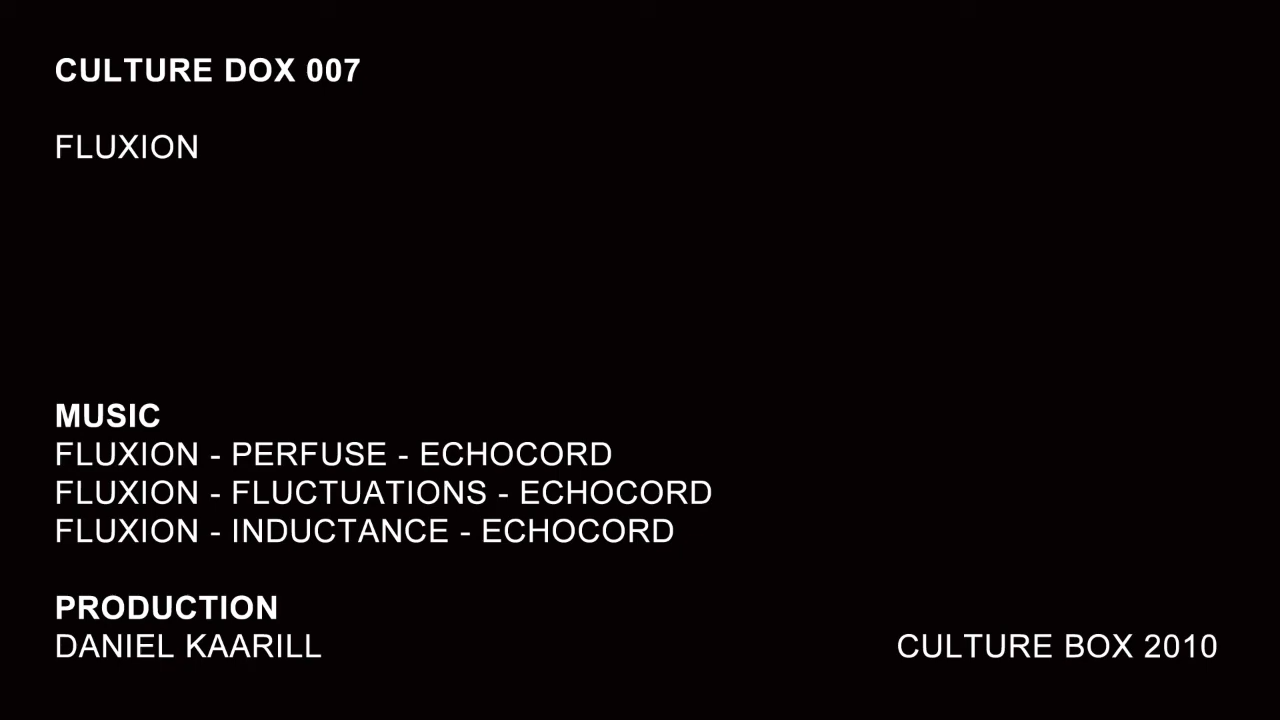 CULTURE DOX 007
FLUXION
MUSIC
FLUXION - PERFUSE - ECHOCORD
FLUXION - FLUCTUATIONS - ECHOCORD
FLUXION - INDUCTANCE - ECHOCORD
PRODUCTION
DANIEL KAARILL
CULTURE BOX 2010